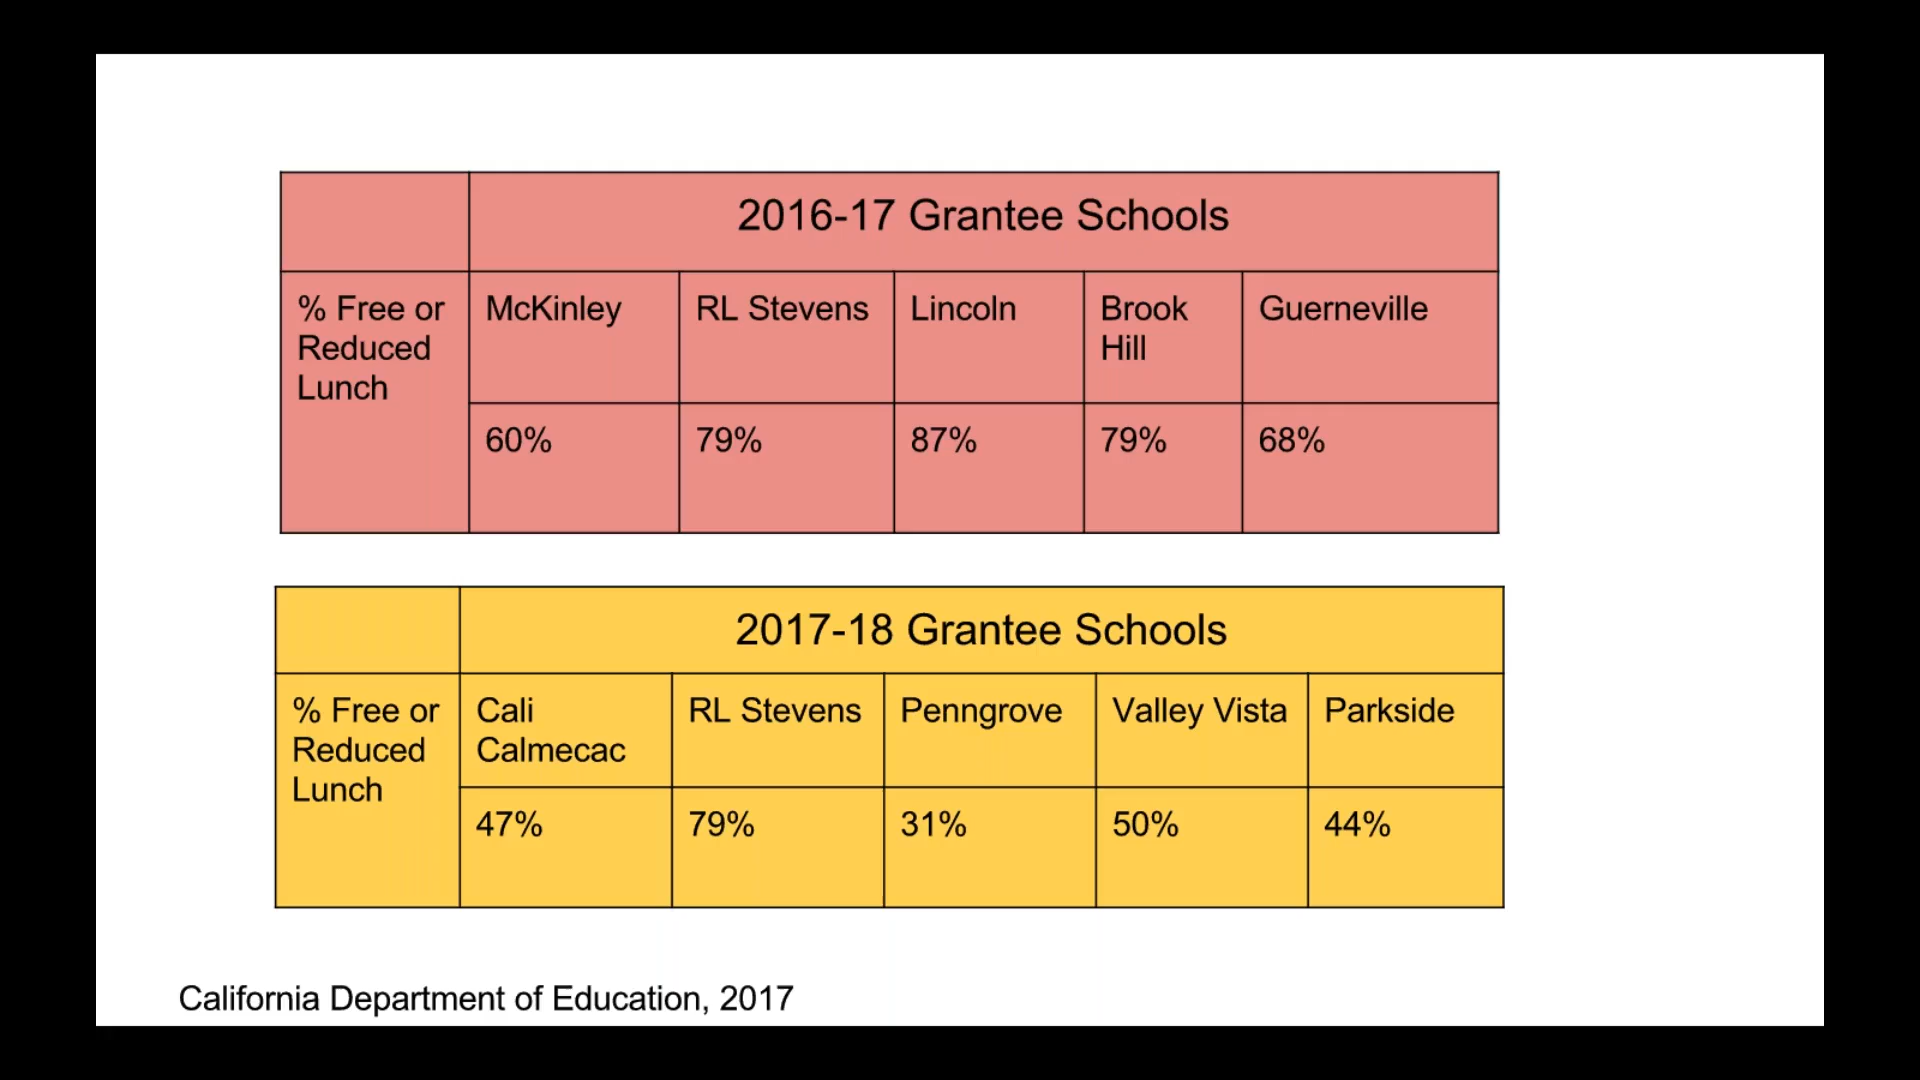 2016-17 Grantee Schools
% Free or
Reduced
Lunch
McKinley
RL Stevens
Lincoln
Brook
Hill
Guerneville
60%
79%
87%
79%
68%
2017-18 Grantee Schools
% Free or
Reduced
Lunch
Cali
Calmecac
RL Stevens
Penngrove
Valley Vista
Parkside
47%
79%
31%
50%
44%
California Department of Education, 2017